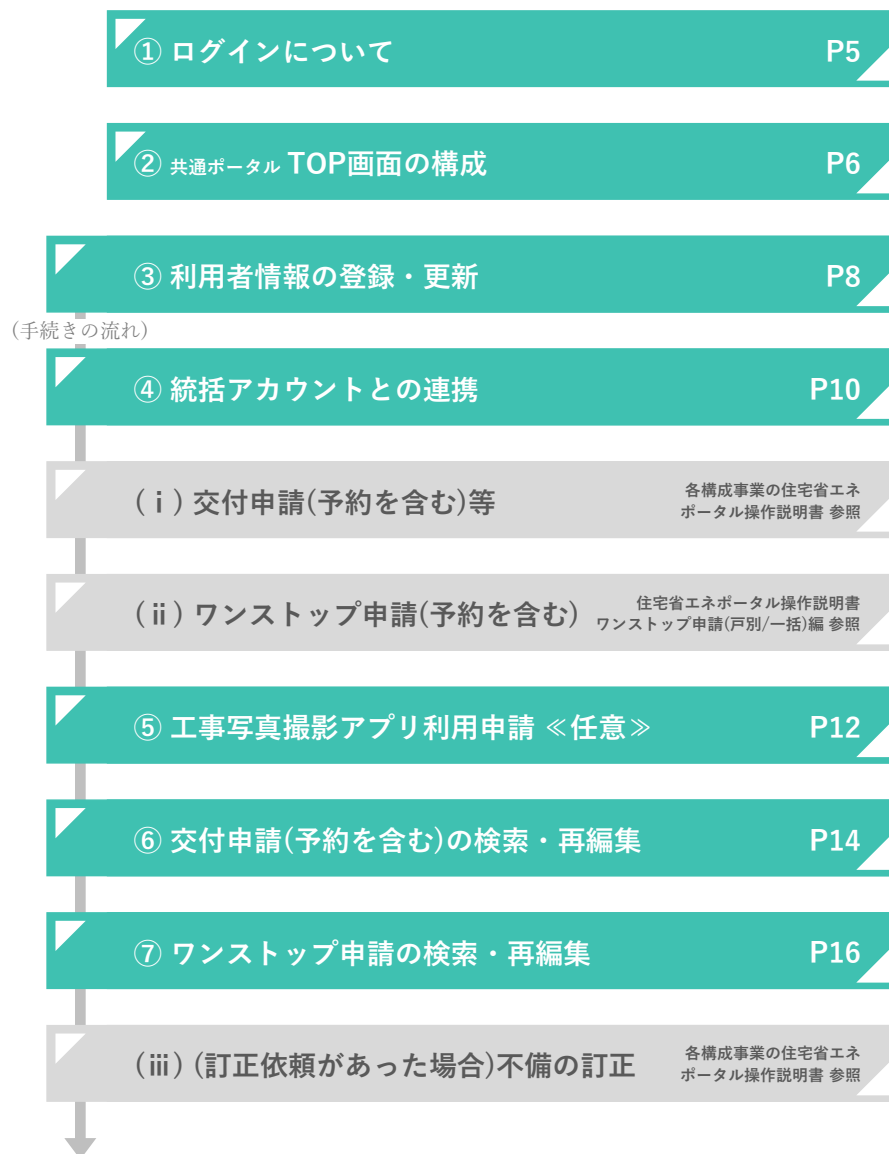 ① ログインについて P5
② 共通ポータル TOP画面の構成 P6
③ 利用者情報の登録・更新 P8
(手続きの流れ)
④ 統括アカウントとの連携 P10
(ⅰ) 交付申請(予約を含む)等
各構成事業の住宅省エネ
ポータル操作説明書 参照
(ⅱ) ワンストップ申請(予約を含む)
住宅省エネポータル操作説明書
ワンストップ申請(戸別/一括)編 参照
⑤ 工事写真撮影アプリ利用申請 ≪任意≫ P12
⑥ 交付申請(予約を含む)の検索・再編集 P14
⑦ ワンストップ申請の検索・再編集 P16
(ⅲ) (訂正依頼があった場合)不備の訂正
各構成事業の住宅省エネ
ポータル操作説明書 参照